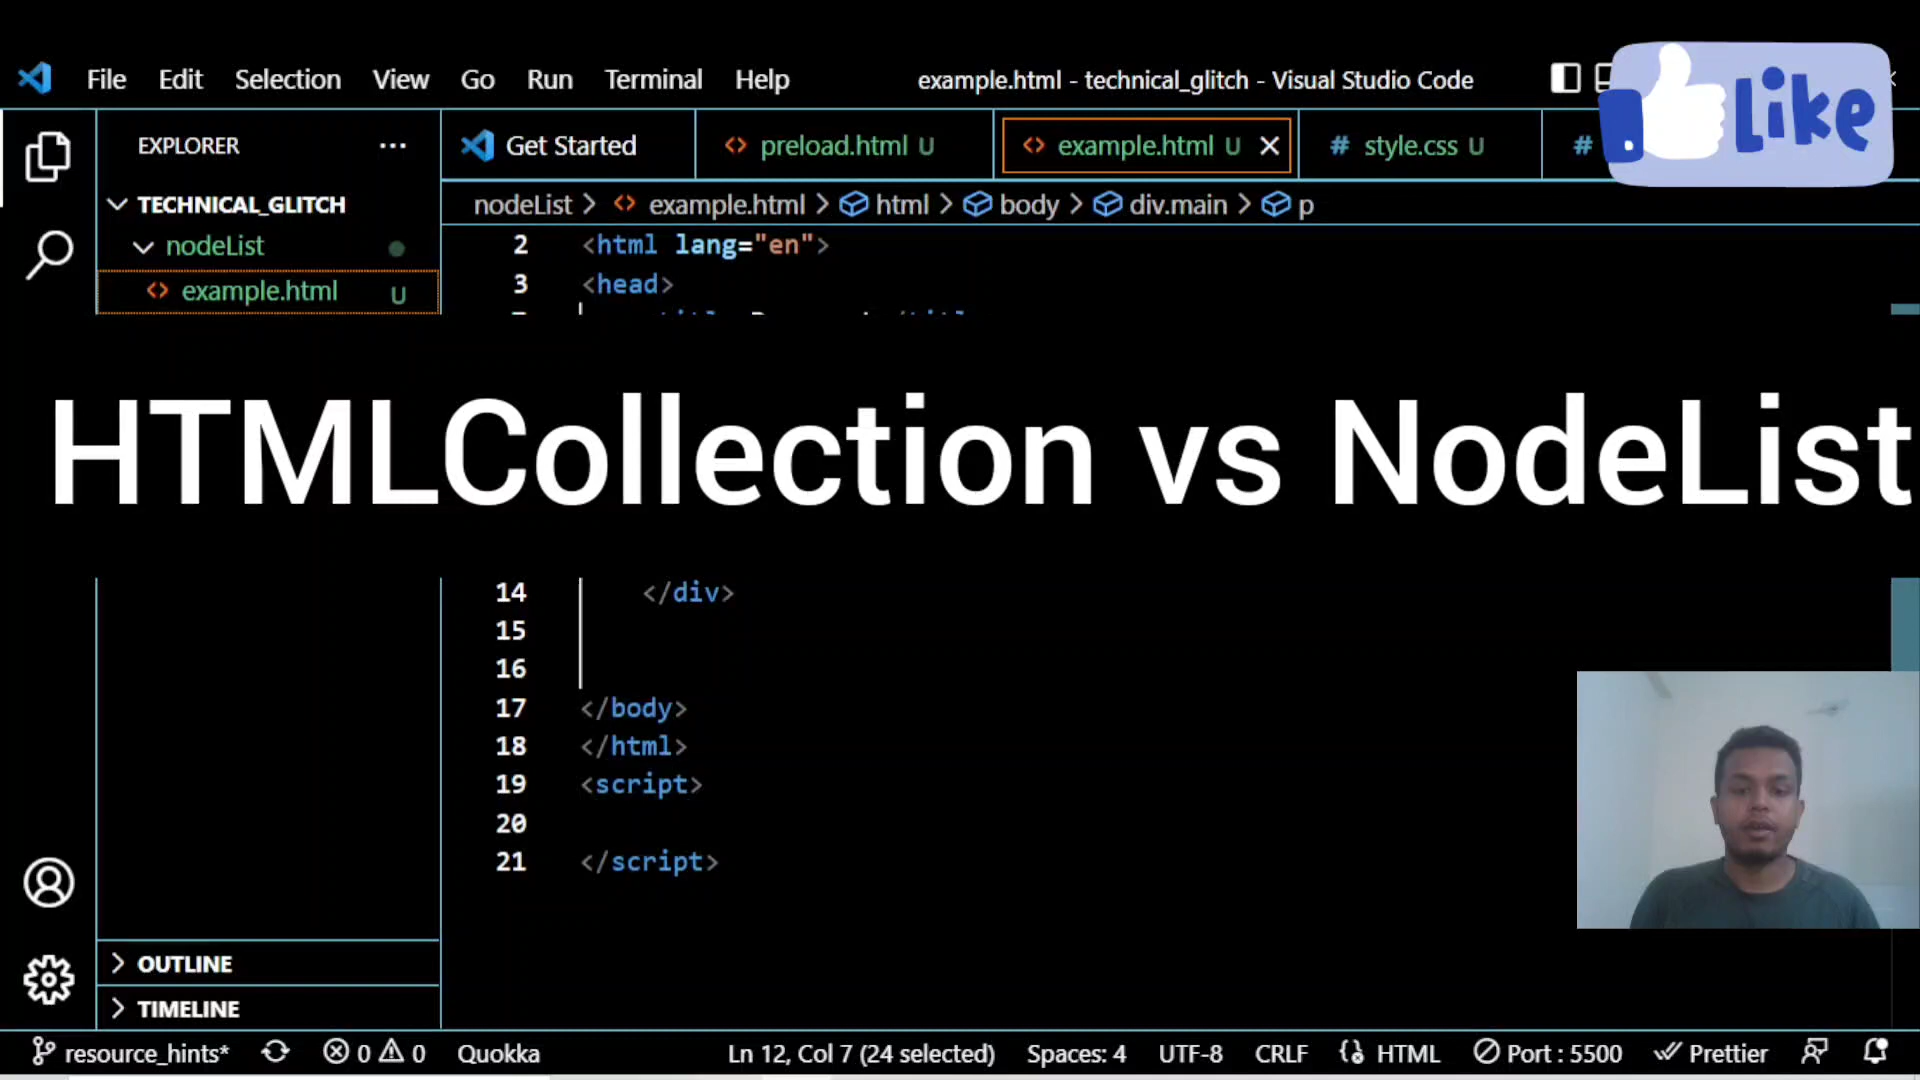 File Edit Selection View Go Run Terminal Help example.html - technical_glitch - Visual Studio Code
Like
EXPLORER ···
Get Started preload.html U example.html U style.css U #
TECHNICAL_GLITCH
nodeList > example.html > html > body > div.main > p
nodeList
example.html U
2 <html lang="en">
3 <head>
HTMLCollection vs NodeList
14 </div>
15
16
17 </body>
18 </html>
19 <script>
20
21 </script>
OUTLINE
TIMELINE
resource_hints* 0 0 Quokka Ln 12, Col 7 (24 selected) Spaces: 4 UTF-8 CRLF HTML Port : 5500 Prettier